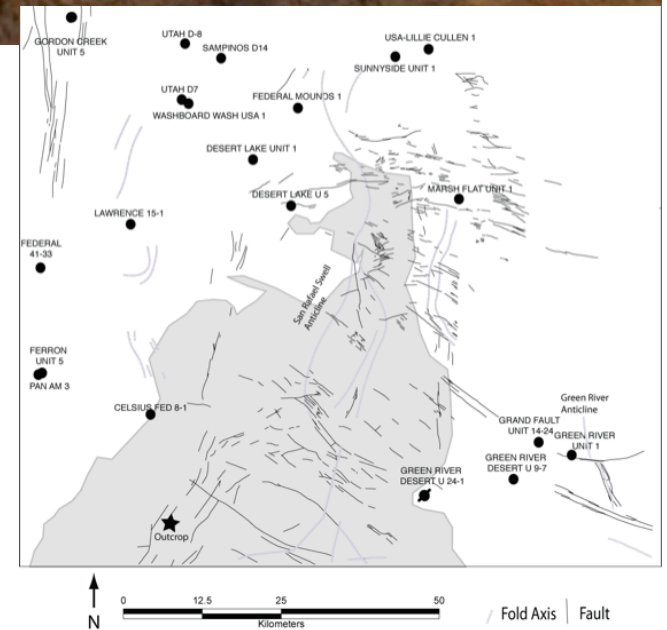 GORDON CREEK
UNIT 5
UTAH D-8
SAMPINOS D14
USA-LILLIE CULLEN 1
SUNNYSIDE UNIT 1
UTAH D7
WASHBOARD WASH USA 1
FEDERAL MOUNDS 1
DESERT LAKE UNIT 1
DESERT LAKE U 5
MARSH FLAT UNIT 1
LAWRENCE 15-1
FEDERAL
41-33
San Rafael Swell
Anticline
FERRON
UNIT 5
PAN AM 3
CELSIUS FED 8-1
Green River
Anticline
GRAND FAULT
UNIT 14-24
GREEN RIVER
UNIT 1
GREEN RIVER
DESERT U 9-7
GREEN RIVER
DESERT U 24-1
Outcrop
N
0 12.5 25 50
Kilometers
Fold Axis
Fault